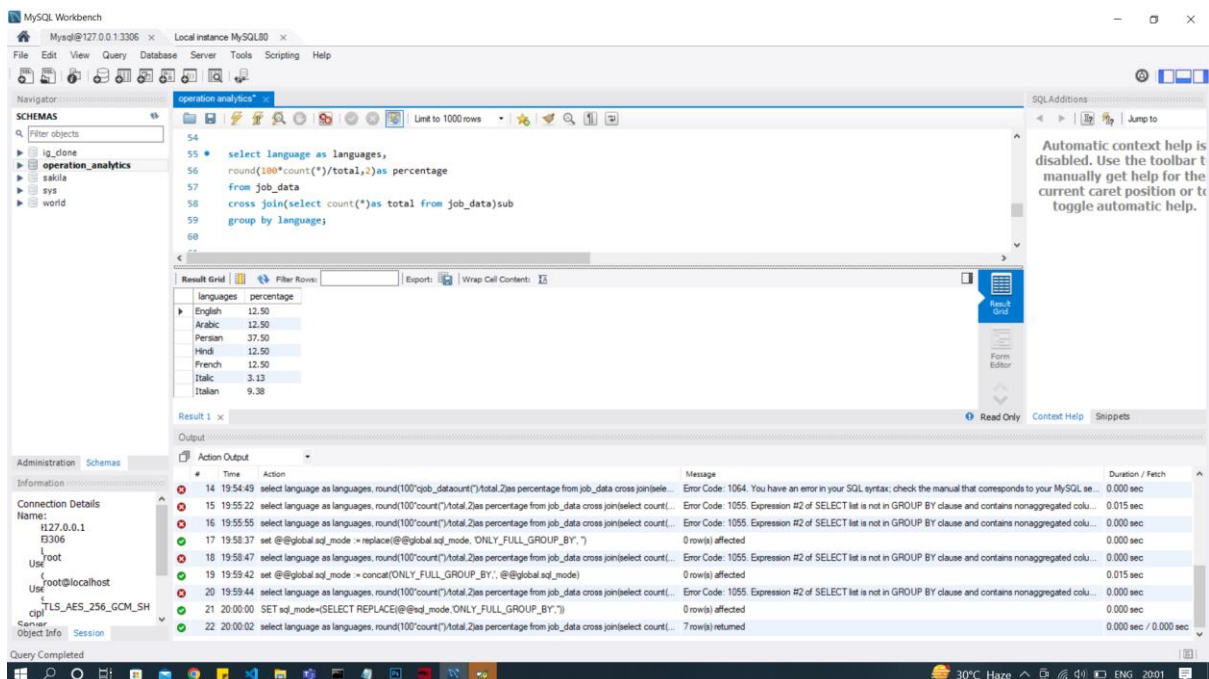 MySQL Workbench
Mysql@127.0.0.1:3306 × Local instance MySQL80 ×
File Edit View Query Database Server Tools Scripting Help
Navigator
SCHEMAS
Filter objects
ig_clone
operation_analytics
sakila
sys
world
operation analytics* ×
Limit to 1000 rows
54
55 select language as languages,
56 round(100*count(*)/total,2)as percentage
57 from job_data
58 cross join(select count(*)as total from job_data)sub
59 group by language;
60
SQLAdditions
Jump to
Automatic context help is
disabled. Use the toolbar t
manually get help for the
current caret position or to
toggle automatic help.
Result Grid Filter Rows: Export: Wrap Cell Content:
languages percentage
English 12.50
Arabic 12.50
Persian 37.50
Hindi 12.50
French 12.50
Italic 3.13
Italian 9.38
Result Grid
Form Editor
Result 1 ×
Read Only Context Help Snippets
Output
Action Output
# Time Action Message Duration / Fetch
14 19:54:49 select language as languages, round(100*cjob_dataount(*)/total,2)as percentage from job_data cross join(sele... Error Code: 1064. You have an error in your SQL syntax; check the manual that corresponds to your MySQL se... 0.000 sec
15 19:55:22 select language as languages, round(100*count(*)/total,2)as percentage from job_data cross join(select count(... Error Code: 1055. Expression #2 of SELECT list is not in GROUP BY clause and contains nonaggregated colu... 0.015 sec
16 19:55:55 select language as languages, round(100*count(*)/total,2)as percentage from job_data cross join(select count(... Error Code: 1055. Expression #2 of SELECT list is not in GROUP BY clause and contains nonaggregated colu... 0.000 sec
17 19:58:37 set @@global.sql_mode := replace(@@global.sql_mode, 'ONLY_FULL_GROUP_BY', '') 0 row(s) affected 0.000 sec
18 19:58:47 select language as languages, round(100*count(*)/total,2)as percentage from job_data cross join(select count(... Error Code: 1055. Expression #2 of SELECT list is not in GROUP BY clause and contains nonaggregated colu... 0.000 sec
19 19:59:42 set @@global.sql_mode := concat('ONLY_FULL_GROUP_BY,', @@global.sql_mode) 0 row(s) affected 0.015 sec
20 19:59:44 select language as languages, round(100*count(*)/total,2)as percentage from job_data cross join(select count(... Error Code: 1055. Expression #2 of SELECT list is not in GROUP BY clause and contains nonaggregated colu... 0.000 sec
21 20:00:00 SET sql_mode=(SELECT REPLACE(@@sql_mode,'ONLY_FULL_GROUP_BY','')) 0 row(s) affected 0.000 sec
22 20:00:02 select language as languages, round(100*count(*)/total,2)as percentage from job_data cross join(select count(... 7 row(s) returned 0.000 sec / 0.000 sec
Administration Schemas
Information
Connection Details
Name:
127.0.0.1
3306
root
root@localhost
TLS_AES_256_GCM_SH
Server
Object Info Session
Query Completed
30°C Haze ENG 20:01